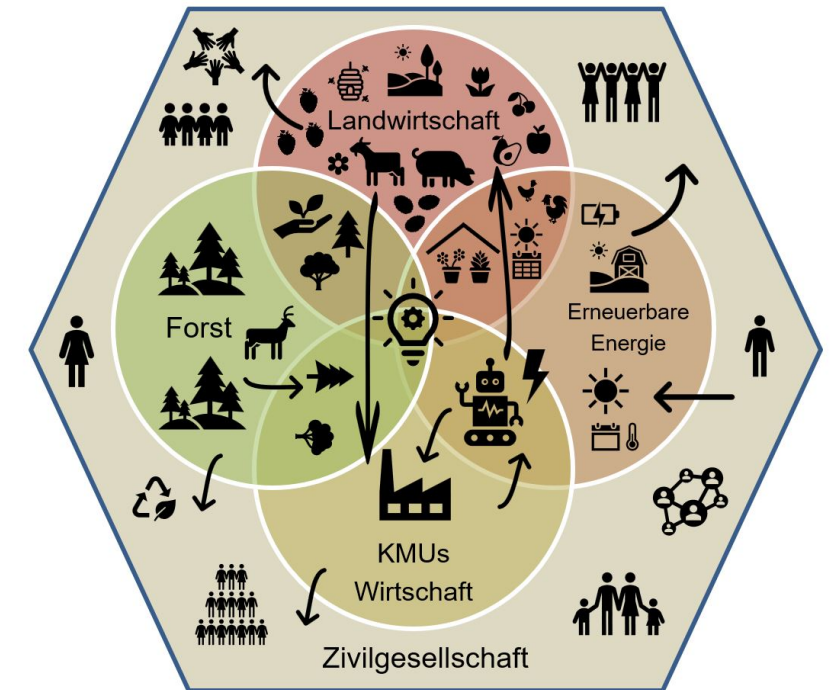 Landwirtschaft
Forst
Erneuerbare
Energie
KMUs
Wirtschaft
Zivilgesellschaft